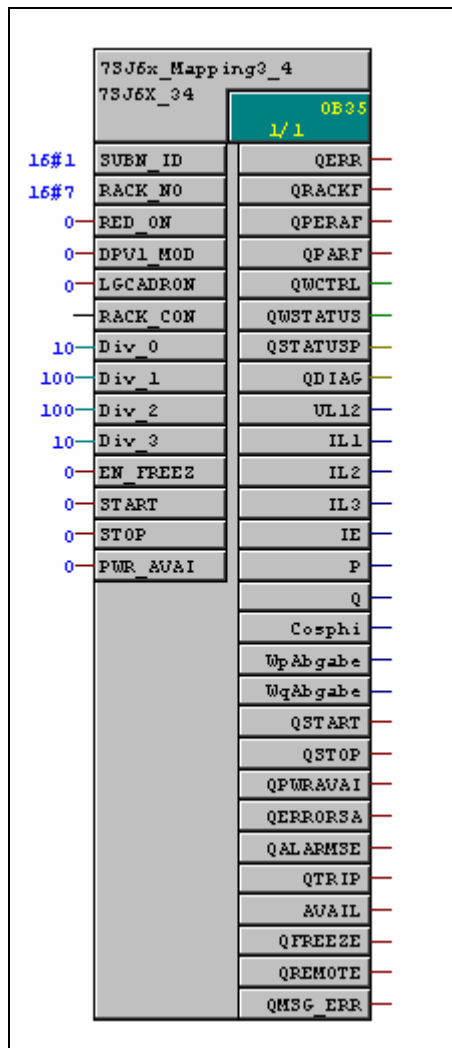 7SJ6x_Mapping3_4
7SJ6X_34
OB35
1/1
16#1 SUBN_ID QERR
16#7 RACK_NO QRACKF
0 RED_ON QPERAF
0 DPV1_MOD QPARF
0 LGCADRON QWCTRL
RACK_CON QWSTATUS
10 Div_0 QSTATUSP
100 Div_1 QDIAG
100 Div_2 UL12
10 Div_3 IL1
0 EN_FREEZ IL2
0 START IL3
0 STOP IE
0 PWR_AVAI P
Q
Cosphi
WpAbgabe
WqAbgabe
QSTART
QSTOP
QPWRAVAI
QERRORSA
QALARMSE
QTRIP
AVAIL
QFREEZE
QREMOTE
QMSG_ERR